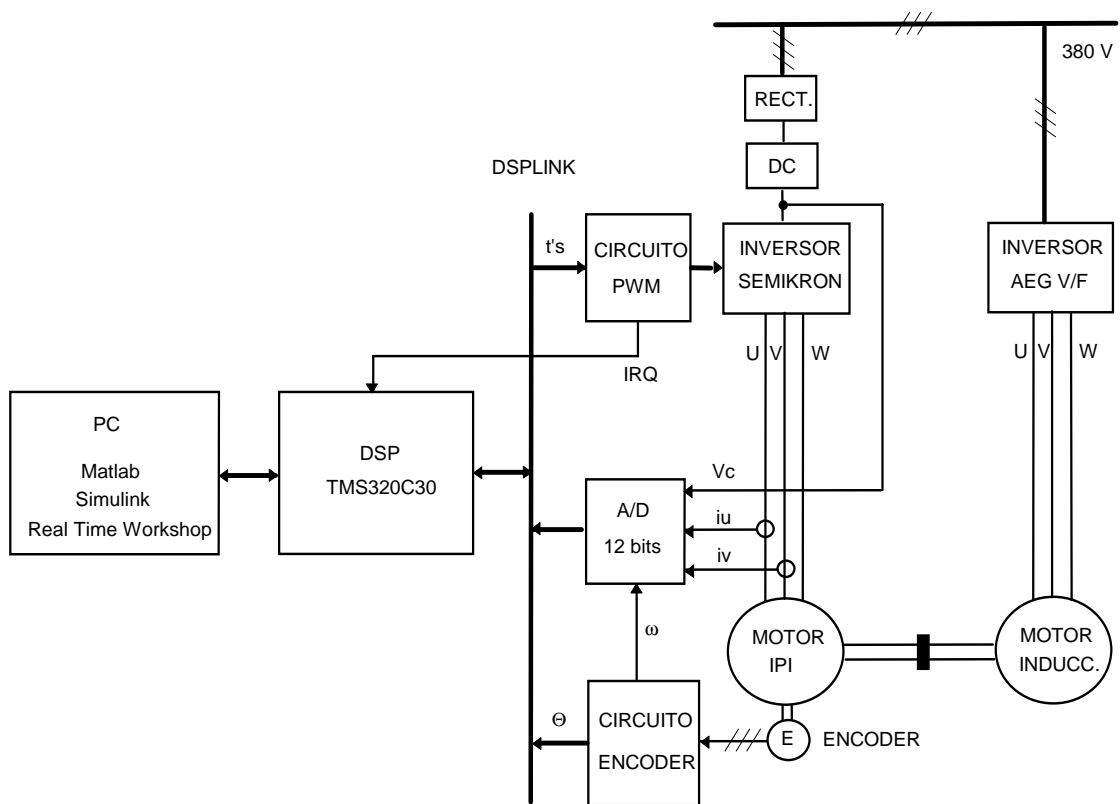 380 V
RECT.
DC
DSPLINK
t's
CIRCUITO
PWM
INVERSOR
SEMIKRON
INVERSOR
AEG V/F
U V W
U V W
IRQ
PC
Matlab
Simulink
Real Time Workshop
DSP
TMS320C30
A/D
12 bits
Vc
iu
iv
ω
MOTOR
IPI
MOTOR
INDUCC.
Θ
CIRCUITO
ENCODER
E
ENCODER